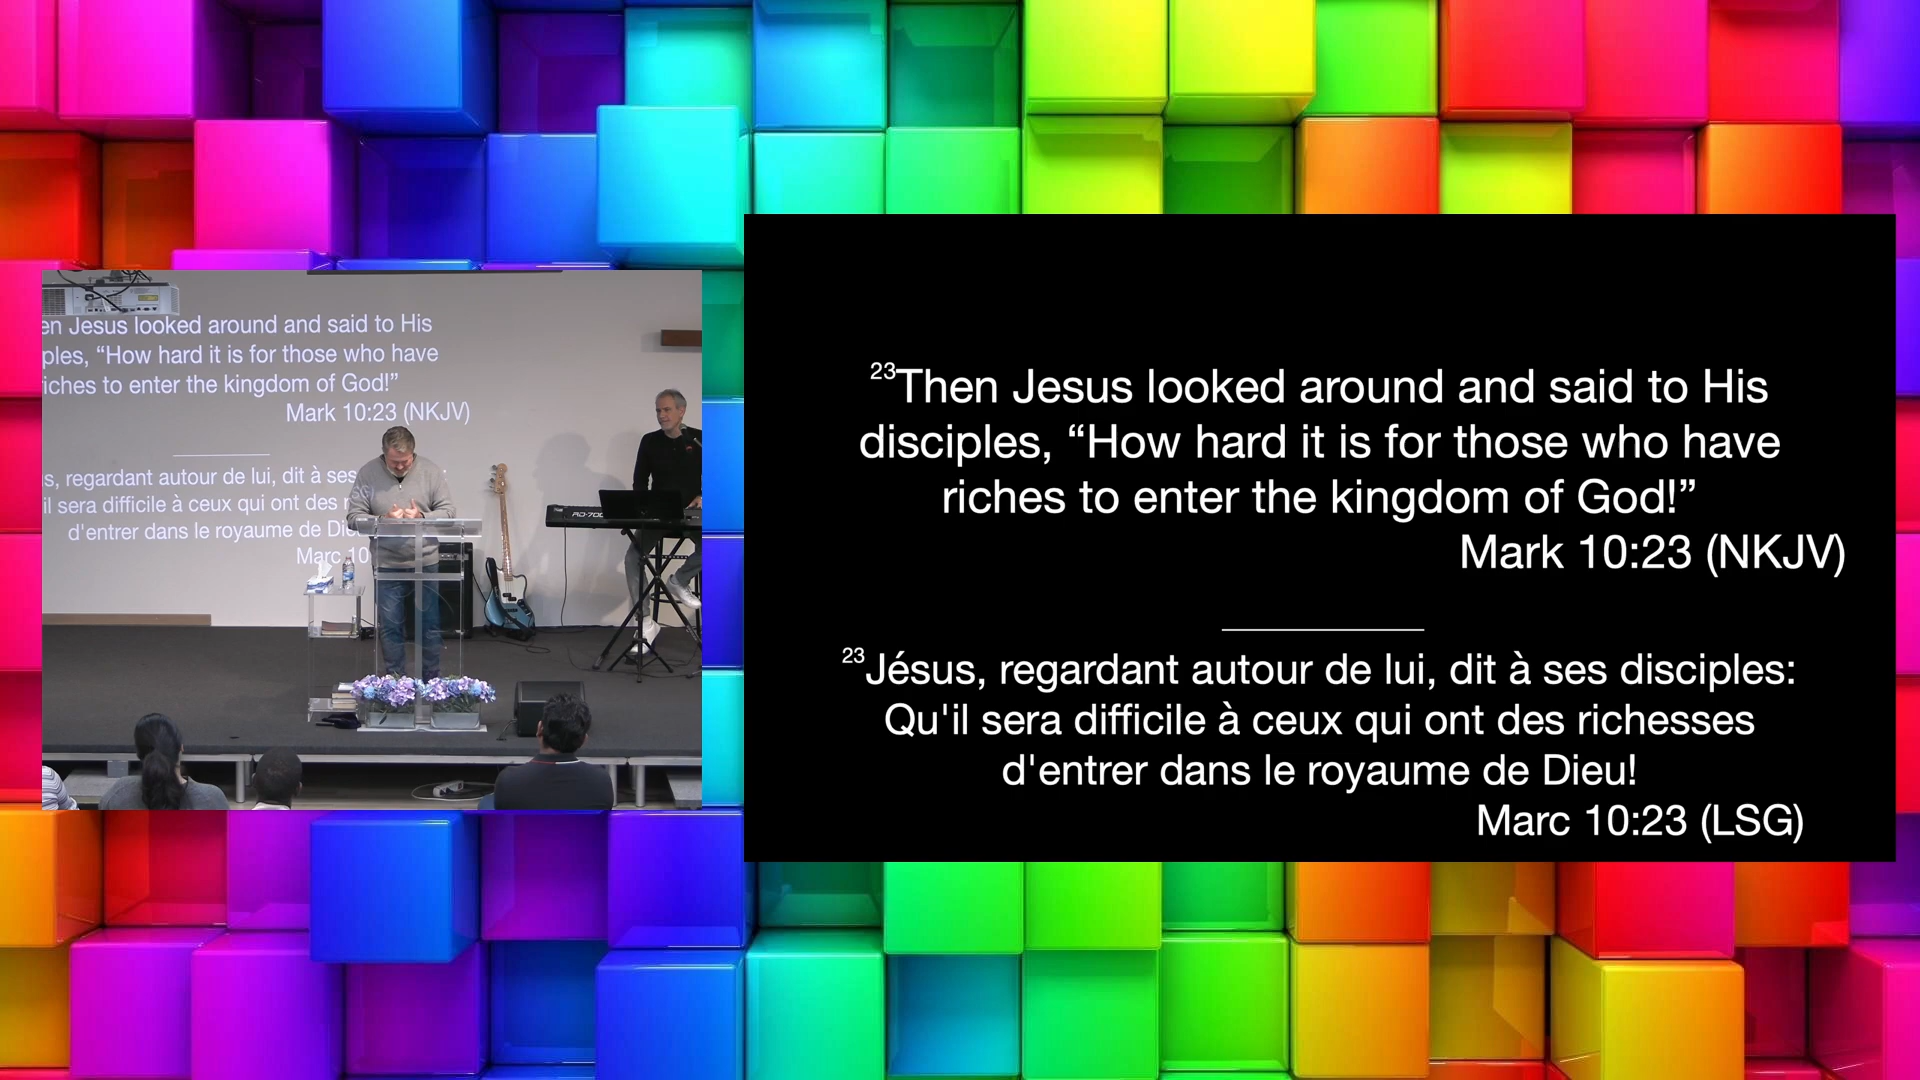 en Jesus looked around and said to His
ples, “How hard it is for those who have
iches to enter the kingdom of God!”
Mark 10:23 (NKJV)
s, regardant autour de lui, dit à ses
il sera difficile à ceux qui ont des r
d'entrer dans le royaume de Die
Marc 10
RD-700
23Then Jesus looked around and said to His
disciples, “How hard it is for those who have
riches to enter the kingdom of God!”
Mark 10:23 (NKJV)
23Jésus, regardant autour de lui, dit à ses disciples:
Qu'il sera difficile à ceux qui ont des richesses
d'entrer dans le royaume de Dieu!
Marc 10:23 (LSG)